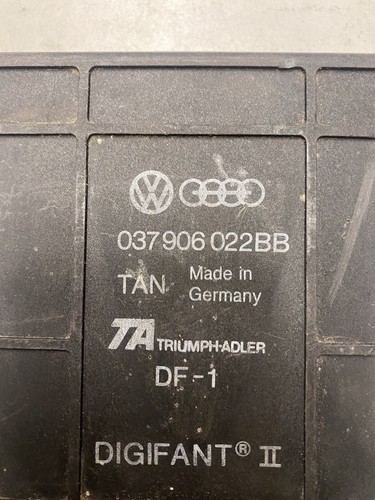 037 906 022BB
TAN Made in
Germany
TA TRIUMPH-ADLER
DF-1
DIGIFANT® II